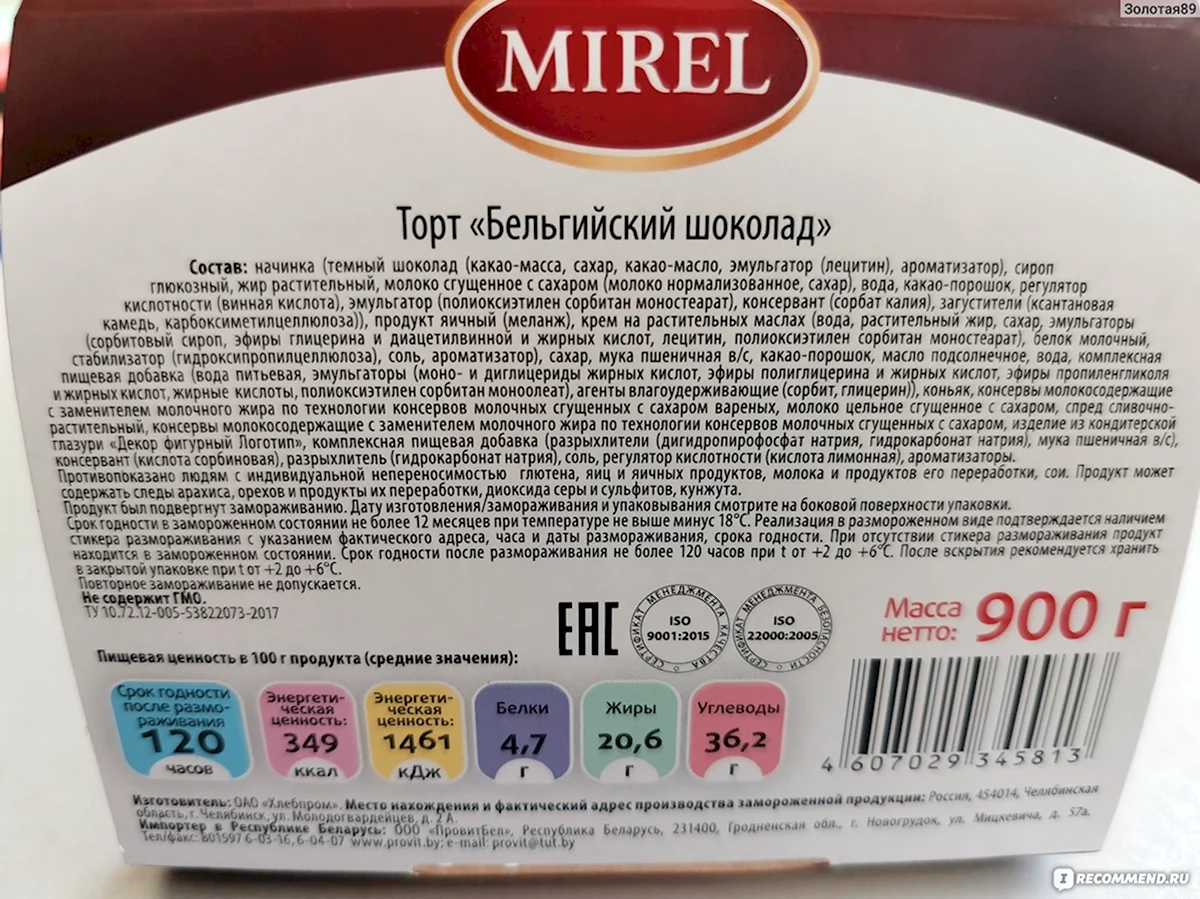 Золотая89
MIREL
Торт «Бельгийский шоколад»
Состав: начинка (темный шоколад (какао-масса, сахар, какао-масло, эмульгатор (лецитин), ароматизатор), сироп
глюкозный, жир растительный, молоко сгущенное с сахаром (молоко нормализованное, сахар), вода, какао-порошок, регулятор
кислотности (винная кислота), эмульгатор (полиоксиэтилен сорбитан моностеарат), консервант (сорбат калия), загустители (ксантановая
камедь, карбоксиметилцеллюлоза)), продукт яичный (меланж), крем на растительных маслах (вода, растительный жир, сахар, эмульгаторы
(сорбитовый сироп, эфиры глицерина и диацетилвинной и жирных кислот, лецитин, полиоксиэтилен сорбитан моностеарат), белок молочный,
стабилизатор (гидроксипропилцеллюлоза), соль, ароматизатор), сахар, мука пшеничная в/с, какао-порошок, масло подсолнечное, вода, комплексная
пищевая добавка (вода питьевая, эмульгаторы (моно- и диглицериды жирных кислот, эфиры полиглицерина и жирных кислот, эфиры пропиленгликоля
и жирных кислот, жирные кислоты, полиоксиэтилен сорбитан моноолеат), агенты влагоудерживающие (сорбит, глицерин)), коньяк, консервы молокосодержащие
с заменителем молочного жира по технологии консервов молочных сгущенных с сахаром вареных, молоко цельное сгущенное с сахаром, спред сливочно-
растительный, консервы молокосодержащие с заменителем молочного жира по технологии консервов молочных сгущенных с сахаром, изделие из кондитерской
глазури «Декор фигурный Логотип», комплексная пищевая добавка (разрыхлители (дигидропирофосфат натрия, гидрокарбонат натрия), мука пшеничная в/с),
консервант (кислота сорбиновая), разрыхлитель (гидрокарбонат натрия), соль, регулятор кислотности (кислота лимонная), ароматизаторы.
Противопоказано людям с индивидуальной непереносимостью глютена, яиц и яичных продуктов, молока и продуктов его переработки, сои. Продукт может
содержать следы арахиса, орехов и продукты их переработки, диоксида серы и сульфитов, кунжута.
Продукт был подвергнут замораживанию. Дату изготовления/замораживания и упаковывания смотрите на боковой поверхности упаковки.
Срок годности в замороженном состоянии не более 12 месяцев при температуре не выше минус 18°С. Реализация в размороженном виде подтверждается наличием
стикера размораживания с указанием фактического адреса, часа и даты размораживания, срока годности. При отсутствии стикера размораживания продукт
находится в замороженном состоянии. Срок годности после размораживания не более 120 часов при t от +2 до +6°С. После вскрытия рекомендуется хранить
в закрытой упаковке при t от +2 до +6°С.
Повторное замораживание не допускается.
Не содержит ГМО.
ТУ 10.72.12-005-53822073-2017
EAC
СЕРТИФИКАТ МЕНЕДЖМЕНТА КАЧЕСТВА
ISO
9001:2015
СЕРТИФИКАТ МЕНЕДЖМЕНТА БЕЗОПАСНОСТИ
ISO
22000:2005
Масса
нетто: 900 г
Пищевая ценность в 100 г продукта (средние значения):
Срок годности
после размо-
раживания
120
часов
Энергети-
ческая
ценность:
349
ккал
Энергети-
ческая
ценность:
1461
кДж
Белки
4,7
г
Жиры
20,6
г
Углеводы
36,2
г
4 607029 345813
Изготовитель: ОАО «Хлебпром». Место нахождения и фактический адрес производства замороженной продукции: Россия, 454014, Челябинская
область, г. Челябинск, ул. Молодогвардейцев, д. 2 А.
Импортер в Республике Беларусь: ООО «ПровитБел», Республика Беларусь, 231400, Гродненская обл., г. Новогрудок, ул. Мицкевича, д. 57а.
Тел/факс: 801597 6-03-16, 6-04-07 www.provit.by; e-mail: provit@tut.by
IRECOMMEND.RU